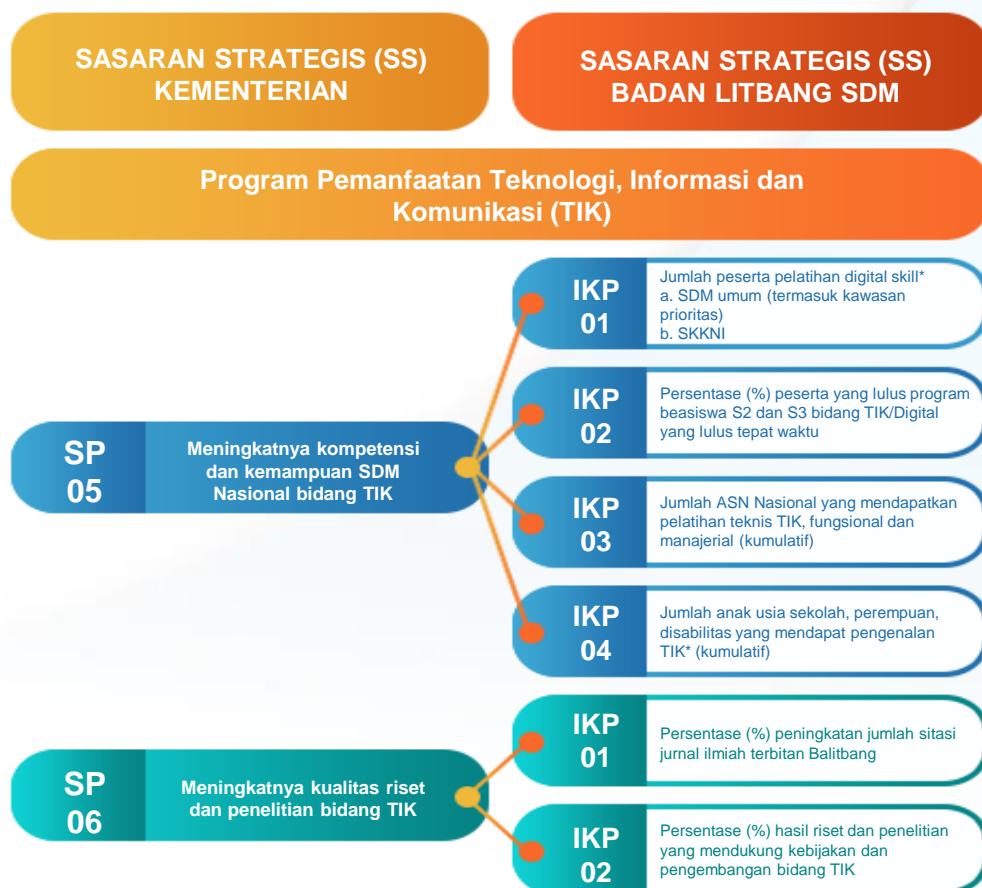 SASARAN STRATEGIS (SS)
KEMENTERIAN
SASARAN STRATEGIS (SS)
BADAN LITBANG SDM
Program Pemanfaatan Teknologi, Informasi dan
Komunikasi (TIK)
SP
05
Meningkatnya kompetensi
dan kemampuan SDM
Nasional bidang TIK
IKP
01
Jumlah peserta pelatihan digital skill*
a. SDM umum (termasuk kawasan
prioritas)
b. SKKNI
IKP
02
Persentase (%) peserta yang lulus program
beasiswa S2 dan S3 bidang TIK/Digital
yang lulus tepat waktu
IKP
03
Jumlah ASN Nasional yang mendapatkan
pelatihan teknis TIK, fungsional dan
manajerial (kumulatif)
IKP
04
Jumlah anak usia sekolah, perempuan,
disabilitas yang mendapat pengenalan
TIK* (kumulatif)
SP
06
Meningkatnya kualitas riset
dan penelitian bidang TIK
IKP
01
Persentase (%) peningkatan jumlah sitasi
jurnal ilmiah terbitan Balitbang
IKP
02
Persentase (%) hasil riset dan penelitian
yang mendukung kebijakan dan
pengembangan bidang TIK